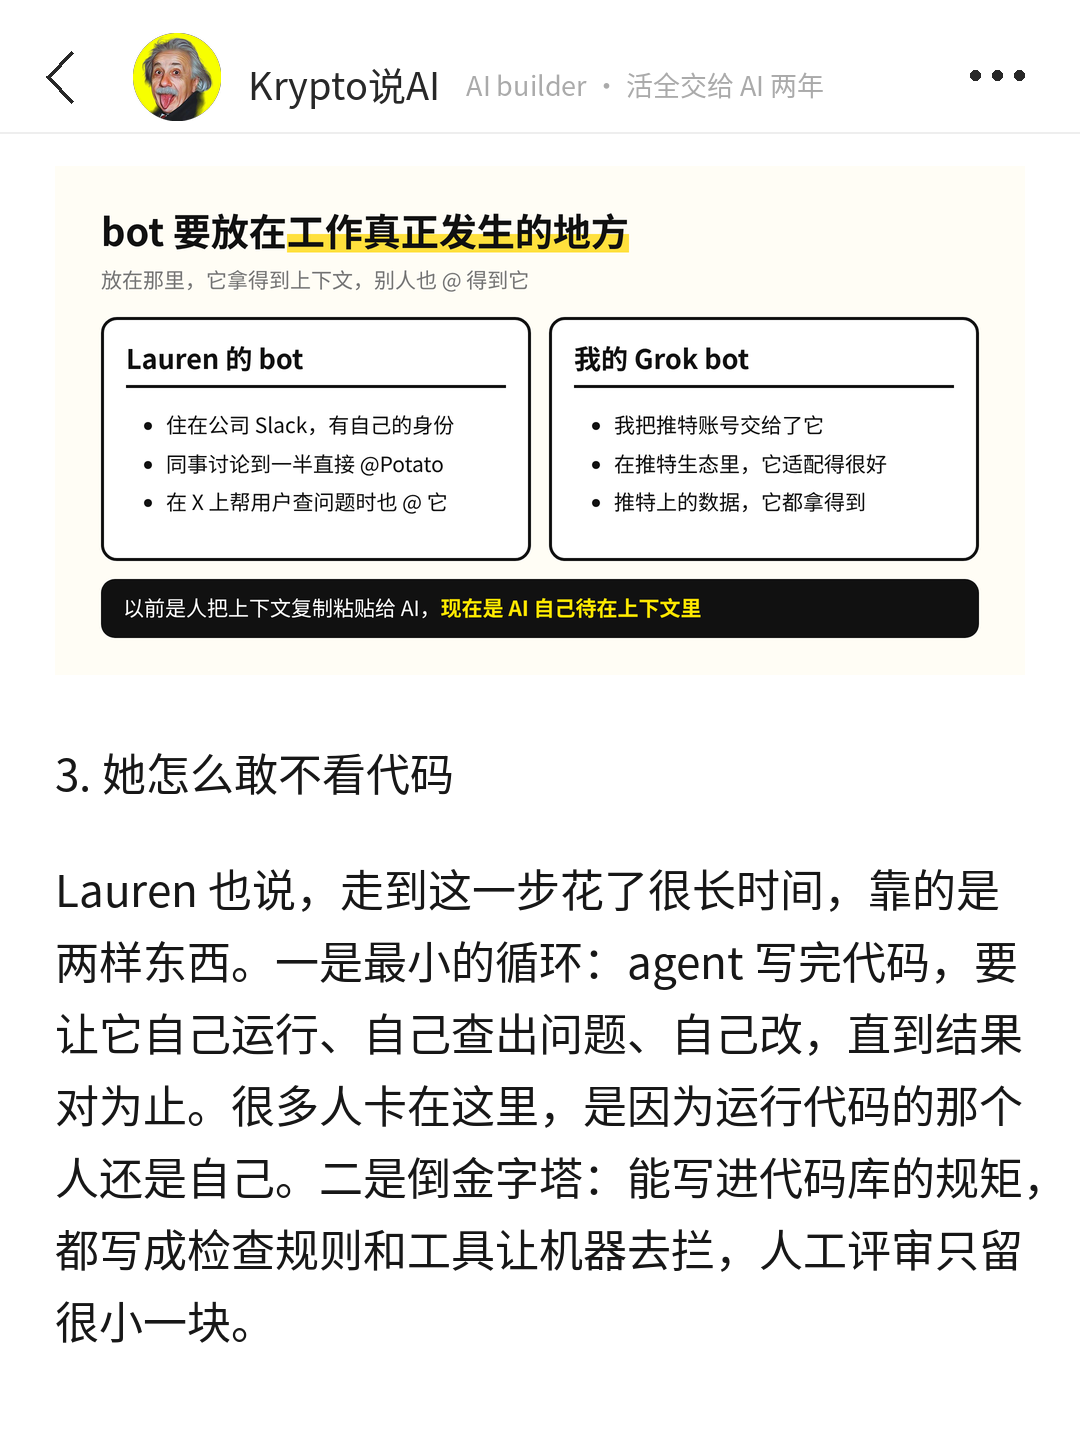 Krypto说AI AI builder · 活全交给 AI 两年
bot 要放在工作真正发生的地方
放在那里，它拿得到上下文，别人也 @ 得到它
Lauren 的 bot
• 住在公司 Slack，有自己的身份
• 同事讨论到一半直接 @Potato
• 在 X 上帮用户查问题时也 @ 它
我的 Grok bot
• 我把推特账号交给了它
• 在推特生态里，它适配得很好
• 推特上的数据，它都拿得到
以前是人把上下文复制粘贴给 AI，现在是 AI 自己待在上下文里
3. 她怎么敢不看代码
Lauren 也说，走到这一步花了很长时间，靠的是
两样东西。一是最小的循环：agent 写完代码，要
让它自己运行、自己查出问题、自己改，直到结果
对为止。很多人卡在这里，是因为运行代码的那个
人还是自己。二是倒金字塔：能写进代码库的规矩，
都写成检查规则和工具让机器去拦，人工评审只留
很小一块。